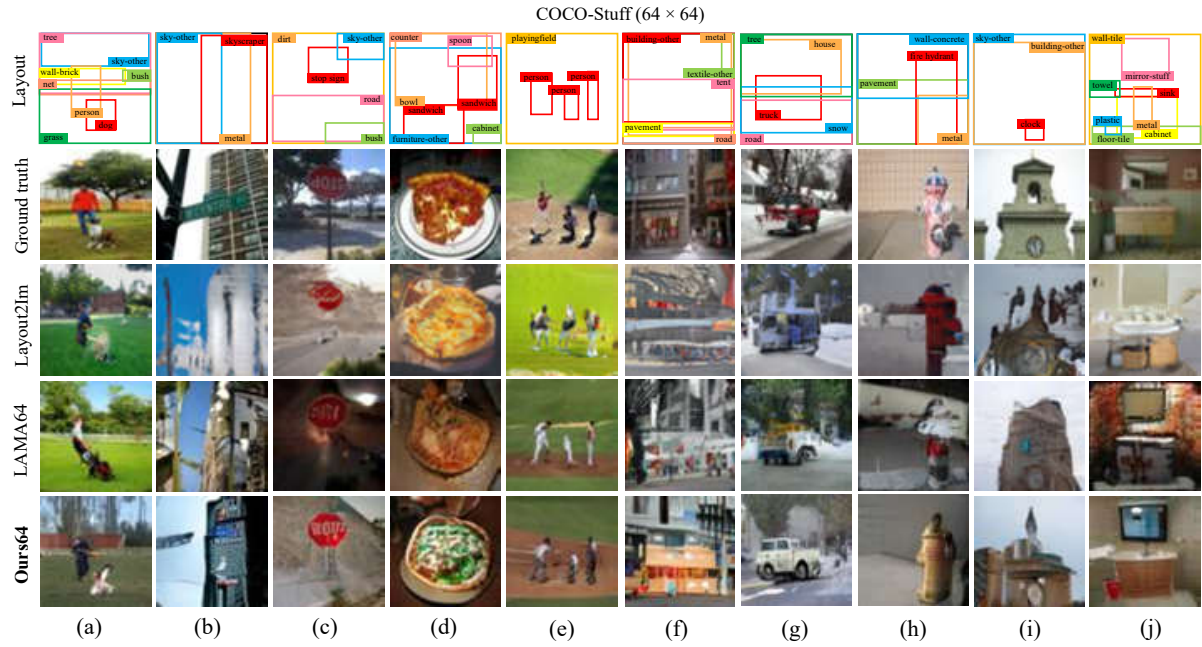 COCO-Stuff (64 × 64)
Layout
tree
sky-other
wall-brick
bush
net
person
dog
grass
sky-other
skyscraper
metal
dirt
sky-other
stop sign
road
bush
counter
spoon
bowl
sandwich
sandwich
cabinet
furniture-other
playingfield
person
person
person
building-other
metal
textile-other
tent
pavement
road
tree
house
truck
snow
road
wall-concrete
fire hydrant
pavement
metal
sky-other
building-other
clock
wall-tile
mirror-stuff
towel
sink
plastic
metal
cabinet
floor-tile
Ground truth
STOP
Layout2Im
LAMA64
Ours64
(a) (b) (c) (d) (e) (f) (g) (h) (i) (j)